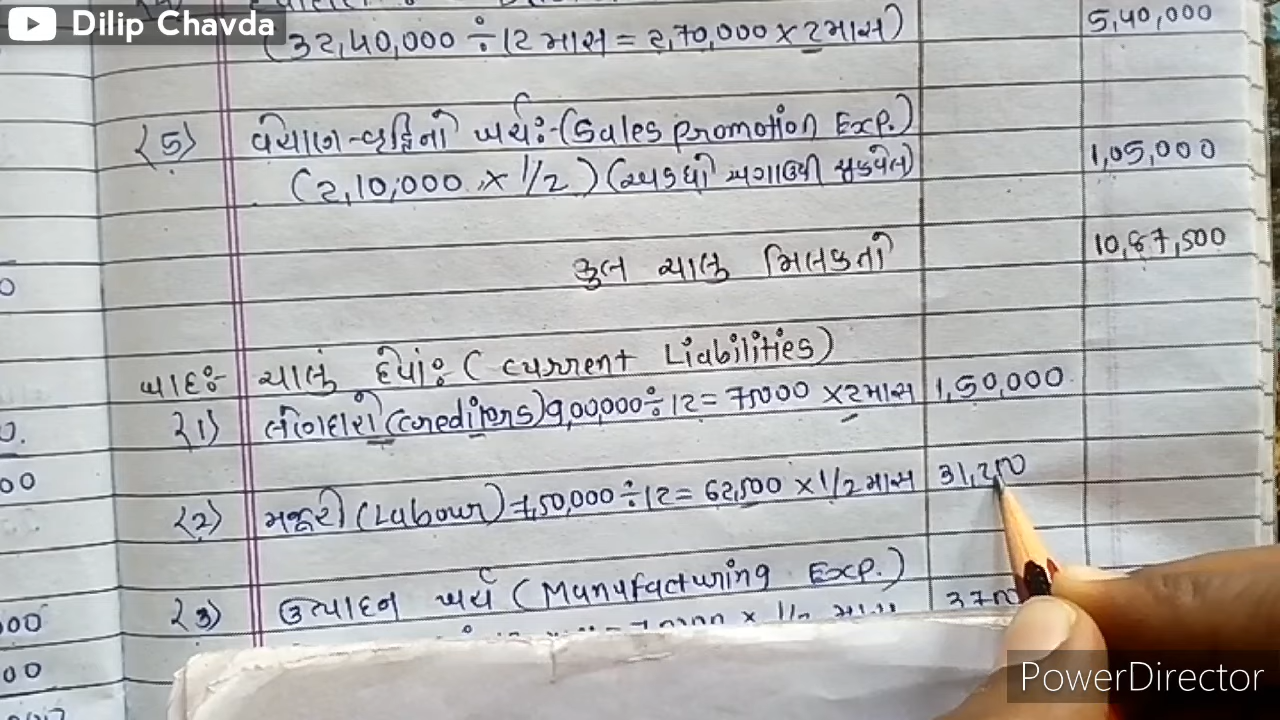 Dilip Chavda
(32,40,000 ÷ 12 માસ = 2,70,000 × 2 માસ) 5,40,000
(5) વેચાણ-વૃદ્ધિનો ખર્ચ:-(Sales Promotion Exp.)
(2,10,000 × 1/2) (અડધો અગાઉથી ચુકવેલ) 1,05,000
કુલ ચાલુ મિલકતો 10,87,500
બાદ:- ચાલું દેવાં: (Current Liabilities)
(1) લેણદારો (Creditors) 9,00,000 ÷ 12 = 75000 × 2 માસ 1,50,000
(2) મજૂરી (Labour) 7,50,000 ÷ 12 = 62,500 × 1/2 માસ 31,250
(3) ઉત્પાદન ખર્ચ (Manufacturing Exp.)
PowerDirector